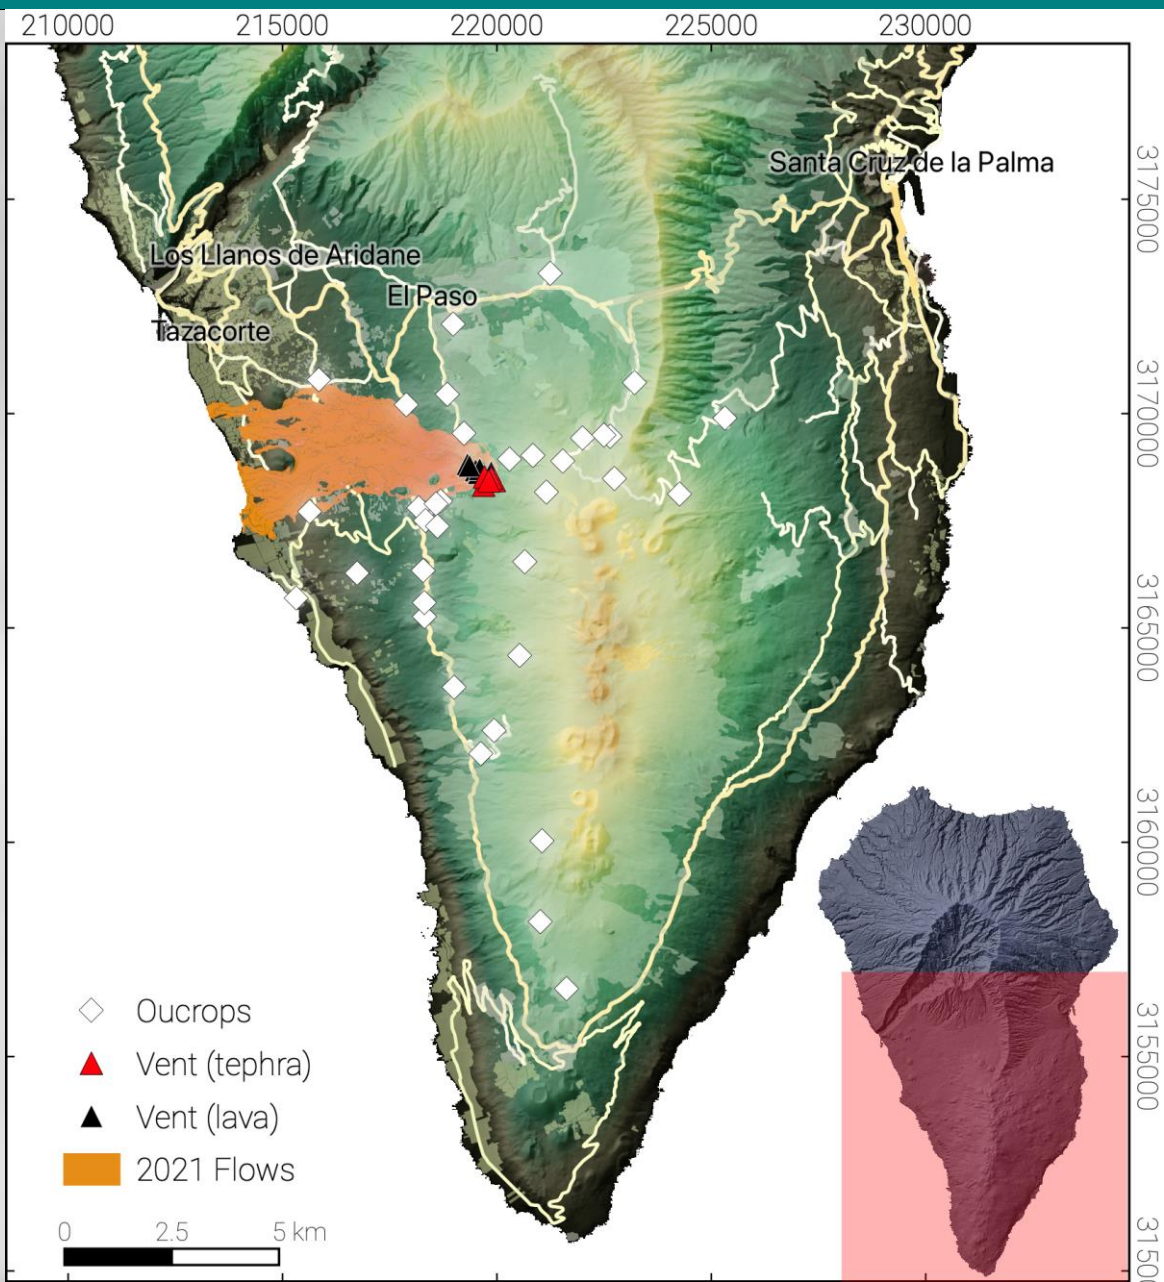 210000 215000 220000 225000 230000
Santa Cruz de la Palma
3175000
Los Llanos de Aridane
El Paso
Tazacorte
3170000
3165000
3160000
Oucrops
Vent (tephra)
3155000
Vent (lava)
2021 Flows
0 2.5 5 km